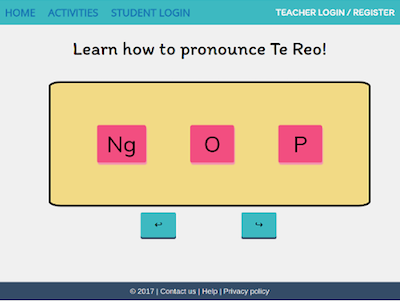 HOME ACTIVITIES STUDENT LOGIN TEACHER LOGIN / REGISTER
Learn how to pronounce Te Reo!
Ng O P
© 2017 | Contact us | Help | Privacy policy